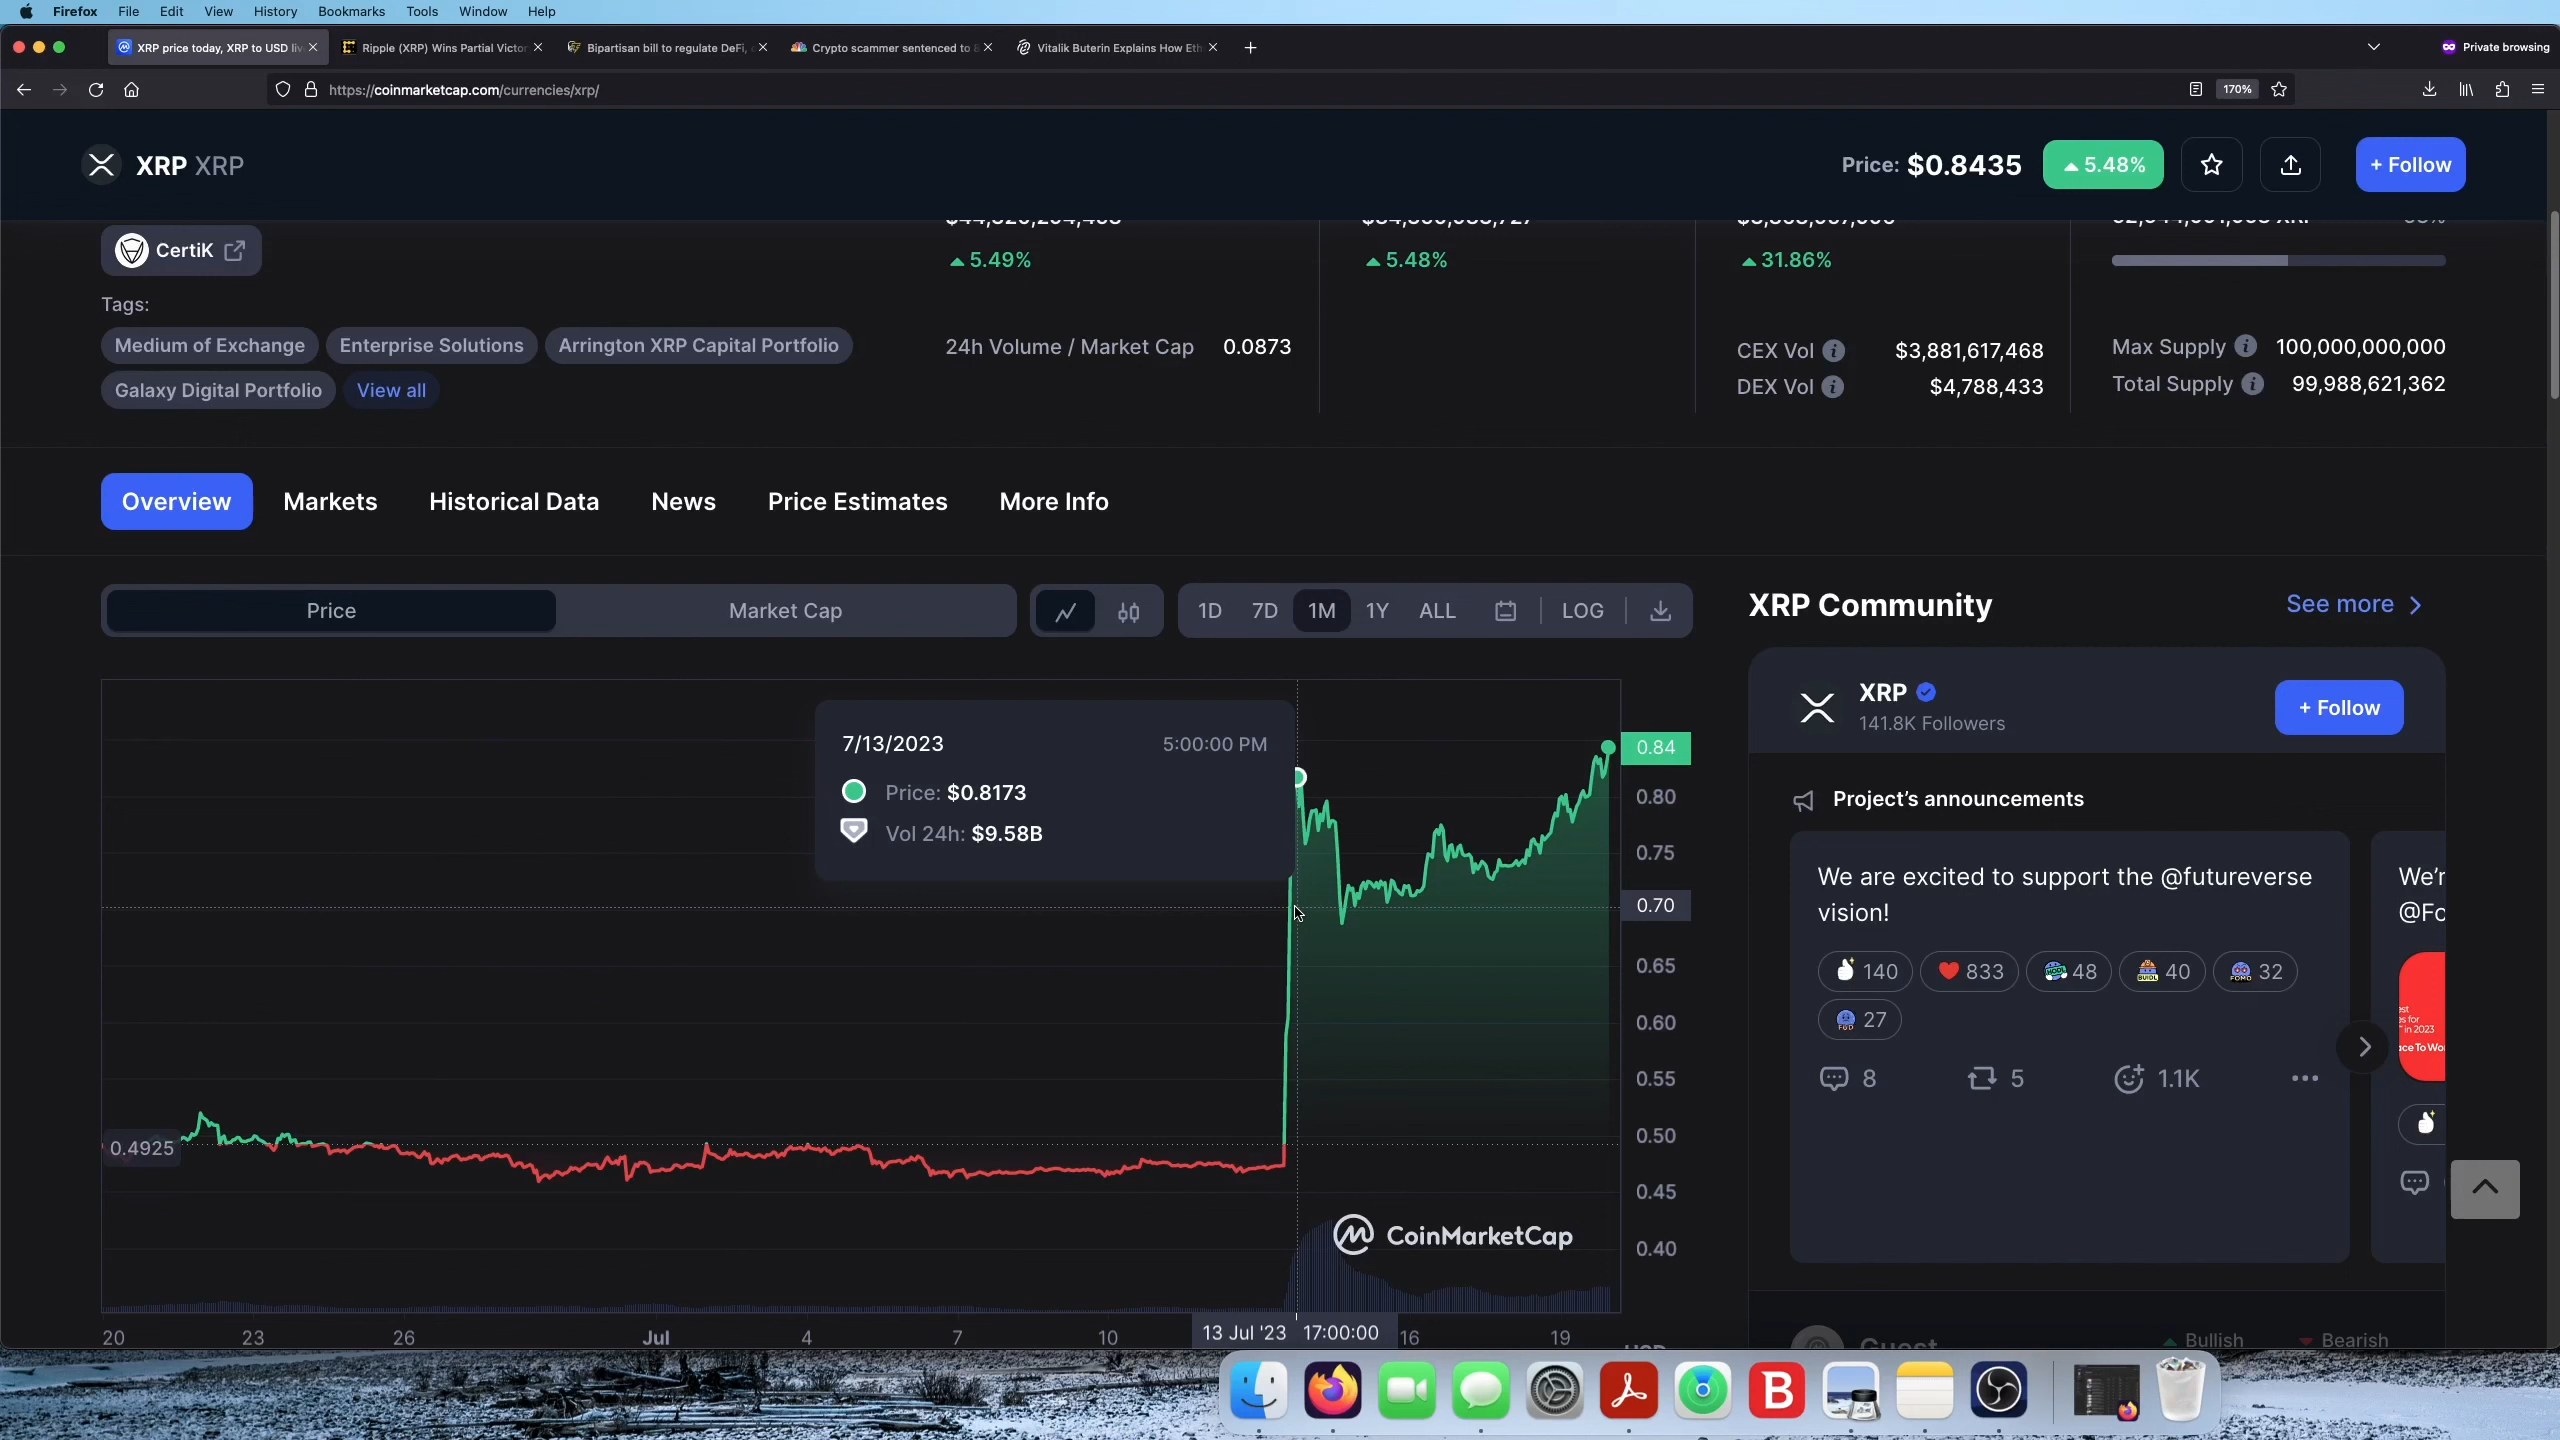 Firefox File Edit View History Bookmarks Tools Window Help
XRP price today, XRP to USD liv Ripple (XRP) Wins Partial Victor Bipartisan bill to regulate DeFi, Crypto scammer sentenced to Vitalik Buterin Explains How Eth Private browsing
https://coinmarketcap.com/currencies/xrp/ 170%
XRP XRP Price: $0.8435 5.48% + Follow
CertiK 5.49% 5.48% 31.86%
Tags:
Medium of Exchange Enterprise Solutions Arrington XRP Capital Portfolio 24h Volume / Market Cap 0.0873 CEX Vol $3,881,617,468 Max Supply 100,000,000,000
Galaxy Digital Portfolio View all DEX Vol $4,788,433 Total Supply 99,988,621,362
Overview Markets Historical Data News Price Estimates More Info
Price Market Cap 1D 7D 1M 1Y ALL LOG XRP Community See more
XRP + Follow
141.8K Followers
7/13/2023 5:00:00 PM 0.84
Price: $0.8173 0.80 Project's announcements
Vol 24h: $9.58B 0.75
We are excited to support the @futureverse We'r
0.70 vision! @Fo
0.65 140 833 48 40 32
0.60 27
0.55 8 5 1.1K
0.4925 0.50
0.45
CoinMarketCap 0.40
20 23 26 Jul 4 7 10 13 Jul '23 17:00:00 16 19 Guest Bullish Bearish